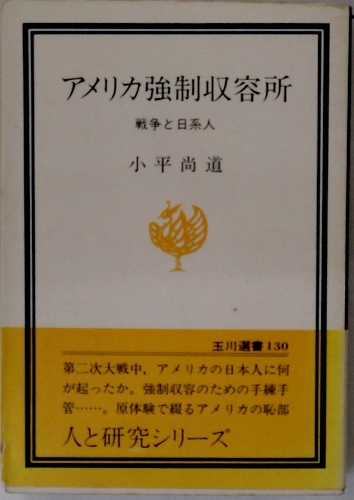 アメリカ強制収容所
戦争と日系人
小平尚道
玉川選書130
第二次大戦中，アメリカの日本人に何
が起ったか。強制収容のための手練手
管……。原体験で綴るアメリカの恥部
人と研究シリーズ